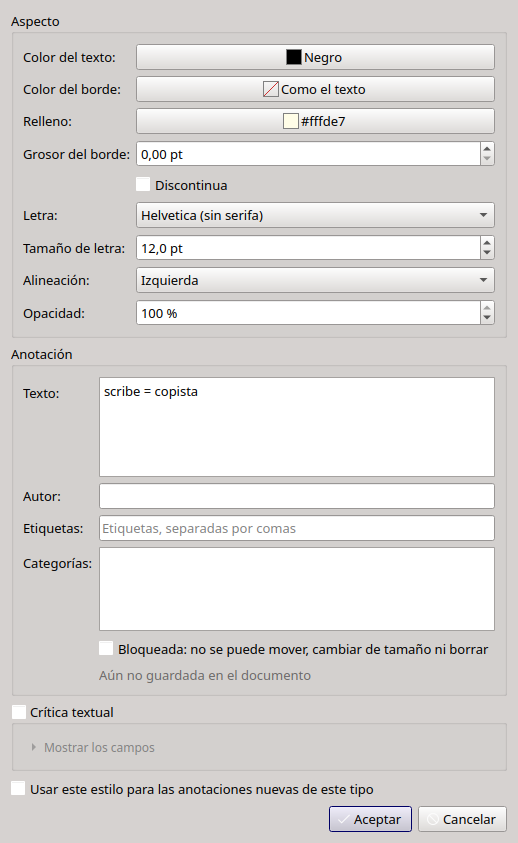 Aspecto
Color del texto: Negro
Color del borde: Como el texto
Relleno: #fffde7
Grosor del borde: 0,00 pt
Discontinua
Letra: Helvetica (sin serifa)
Tamaño de letra: 12,0 pt
Alineación: Izquierda
Opacidad: 100 %
Anotación
Texto: scribe = copista
Autor:
Etiquetas: Etiquetas, separadas por comas
Categorías:
Bloqueada: no se puede mover, cambiar de tamaño ni borrar
Aún no guardada en el documento
Crítica textual
Mostrar los campos
Usar este estilo para las anotaciones nuevas de este tipo
Aceptar Cancelar